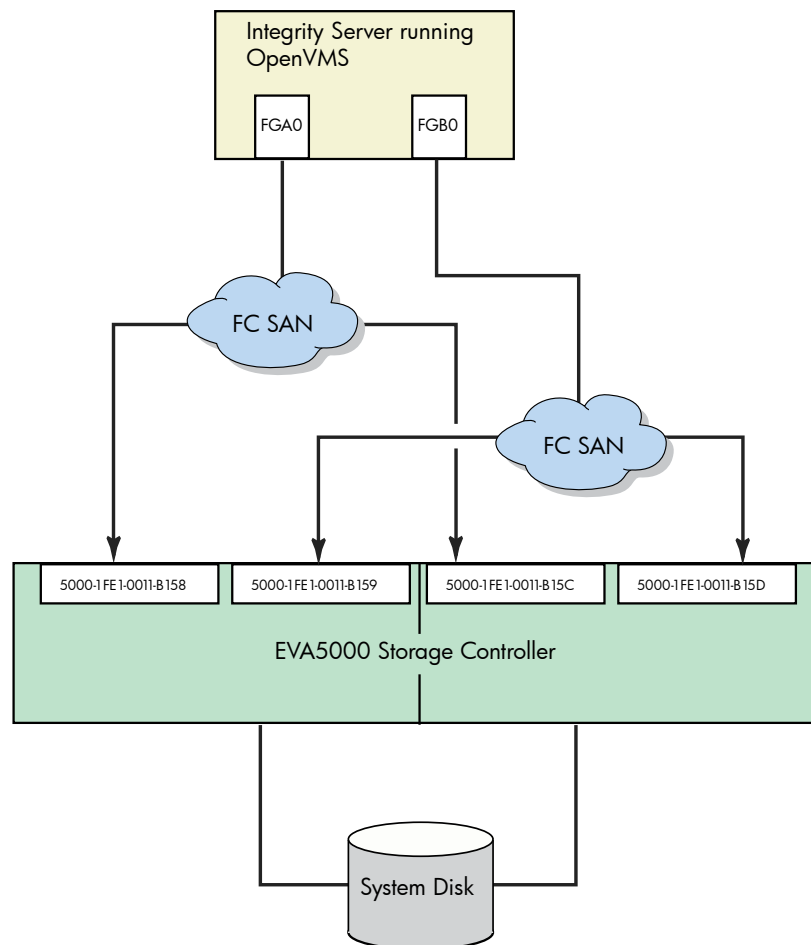 Integrity Server running
OpenVMS
FGA0
FGB0
FC SAN
FC SAN
5000-1FE1-0011-B158
5000-1FE1-0011-B159
5000-1FE1-0011-B15C
5000-1FE1-0011-B15D
EVA5000 Storage Controller
System Disk